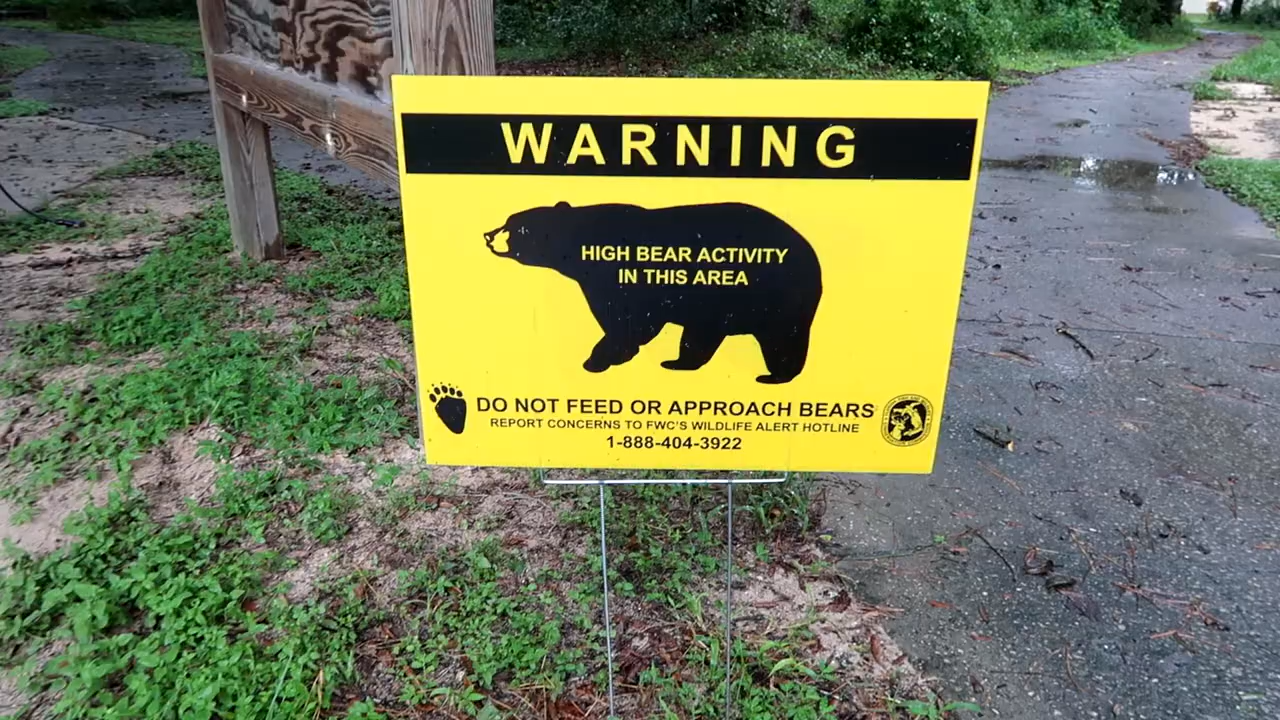 WARNING
HIGH BEAR ACTIVITY
IN THIS AREA
DO NOT FEED OR APPROACH BEARS
REPORT CONCERNS TO FWC'S WILDLIFE ALERT HOTLINE
1-888-404-3922